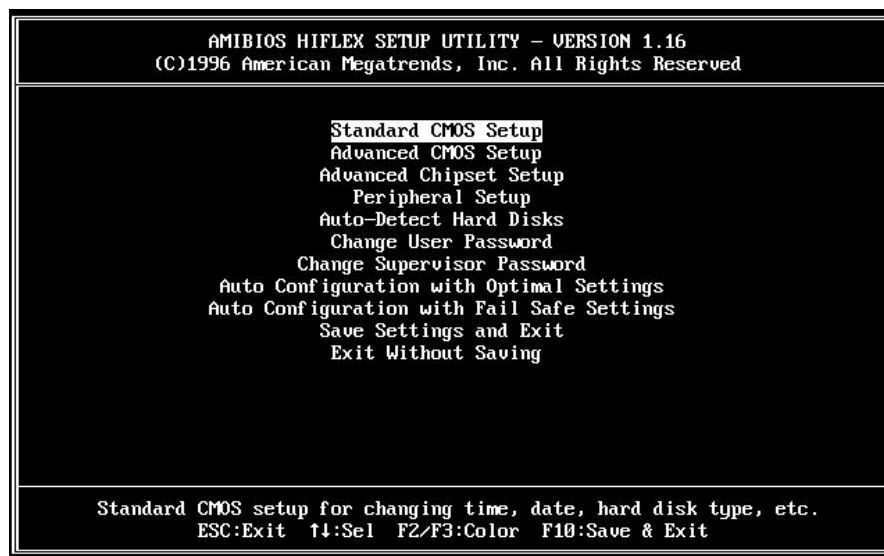 AMIBIOS HIFLEX SETUP UTILITY – VERSION 1.16
(C)1996 American Megatrends, Inc. All Rights Reserved
Standard CMOS Setup
Advanced CMOS Setup
Advanced Chipset Setup
Peripheral Setup
Auto-Detect Hard Disks
Change User Password
Change Supervisor Password
Auto Configuration with Optimal Settings
Auto Configuration with Fail Safe Settings
Save Settings and Exit
Exit Without Saving
Standard CMOS setup for changing time, date, hard disk type, etc.
ESC:Exit ↑↓:Sel F2/F3:Color F10:Save & Exit